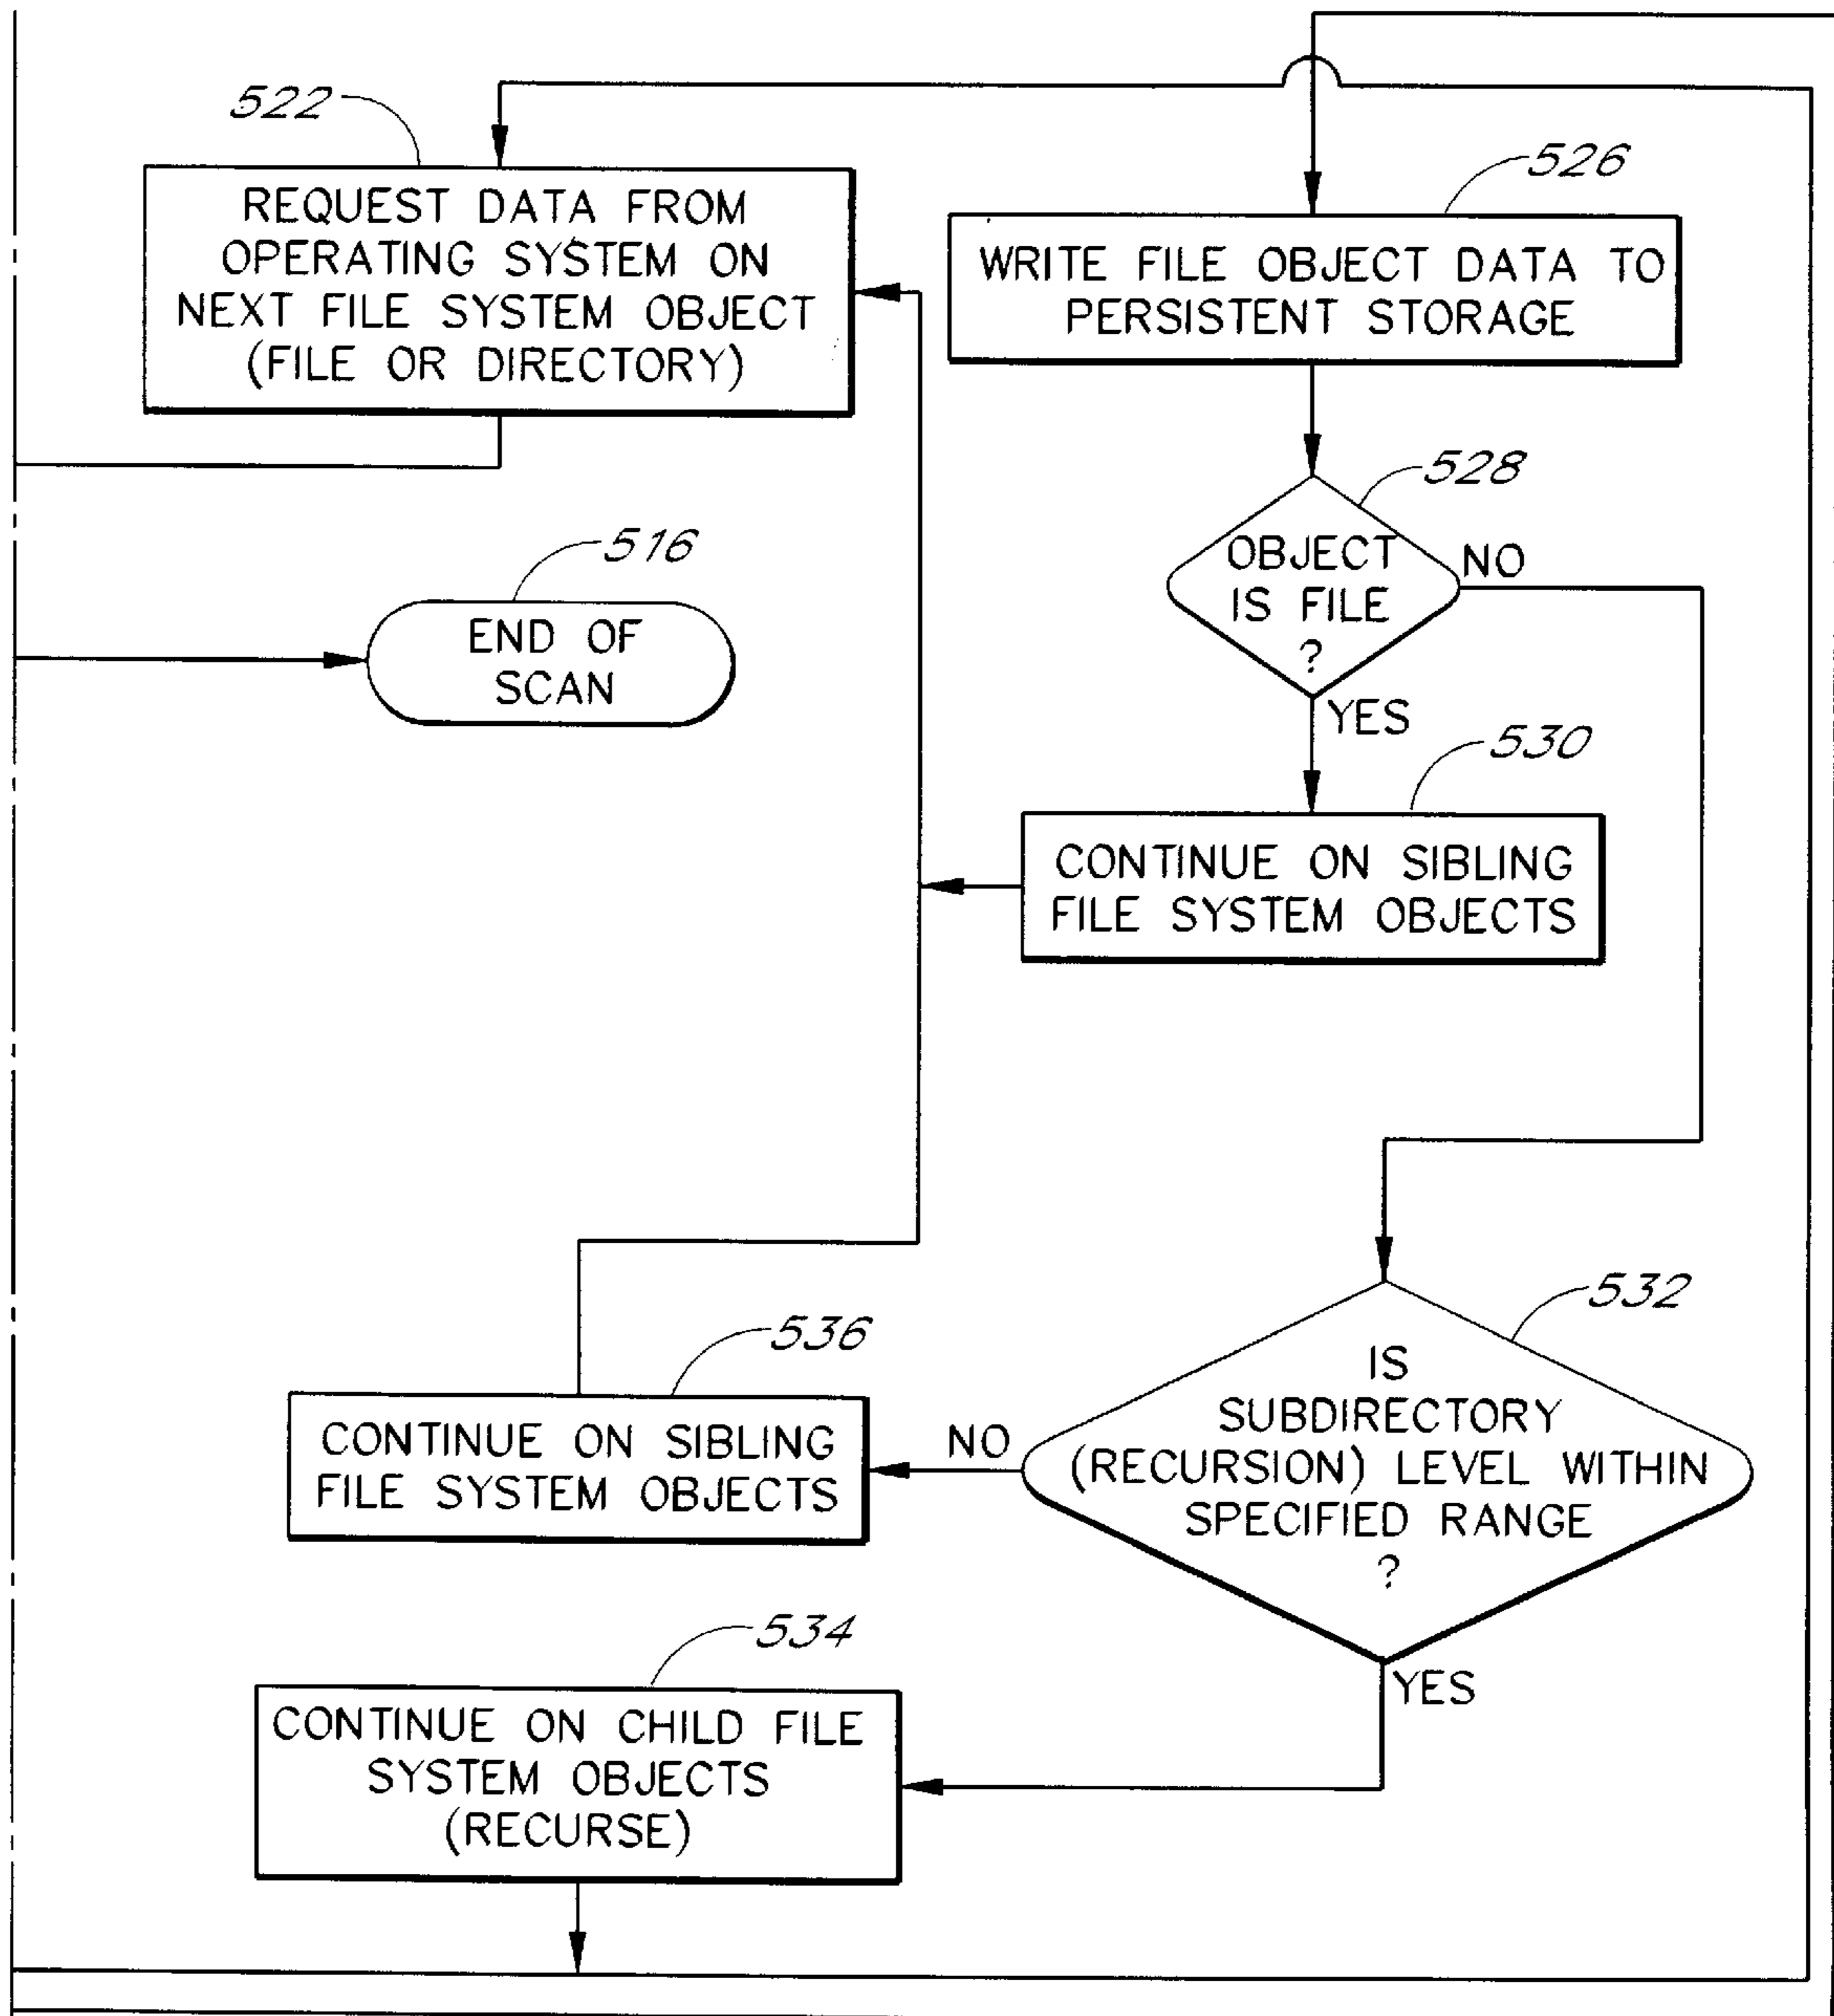 522
REQUEST DATA FROM
OPERATING SYSTEM ON
NEXT FILE SYSTEM OBJECT
(FILE OR DIRECTORY)
526
WRITE FILE OBJECT DATA TO
PERSISTENT STORAGE
528
OBJECT
IS FILE
?
NO
YES
516
END OF
SCAN
530
CONTINUE ON SIBLING
FILE SYSTEM OBJECTS
532
IS
SUBDIRECTORY
(RECURSION) LEVEL WITHIN
SPECIFIED RANGE
?
NO
YES
536
CONTINUE ON SIBLING
FILE SYSTEM OBJECTS
534
CONTINUE ON CHILD FILE
SYSTEM OBJECTS
(RECURSE)